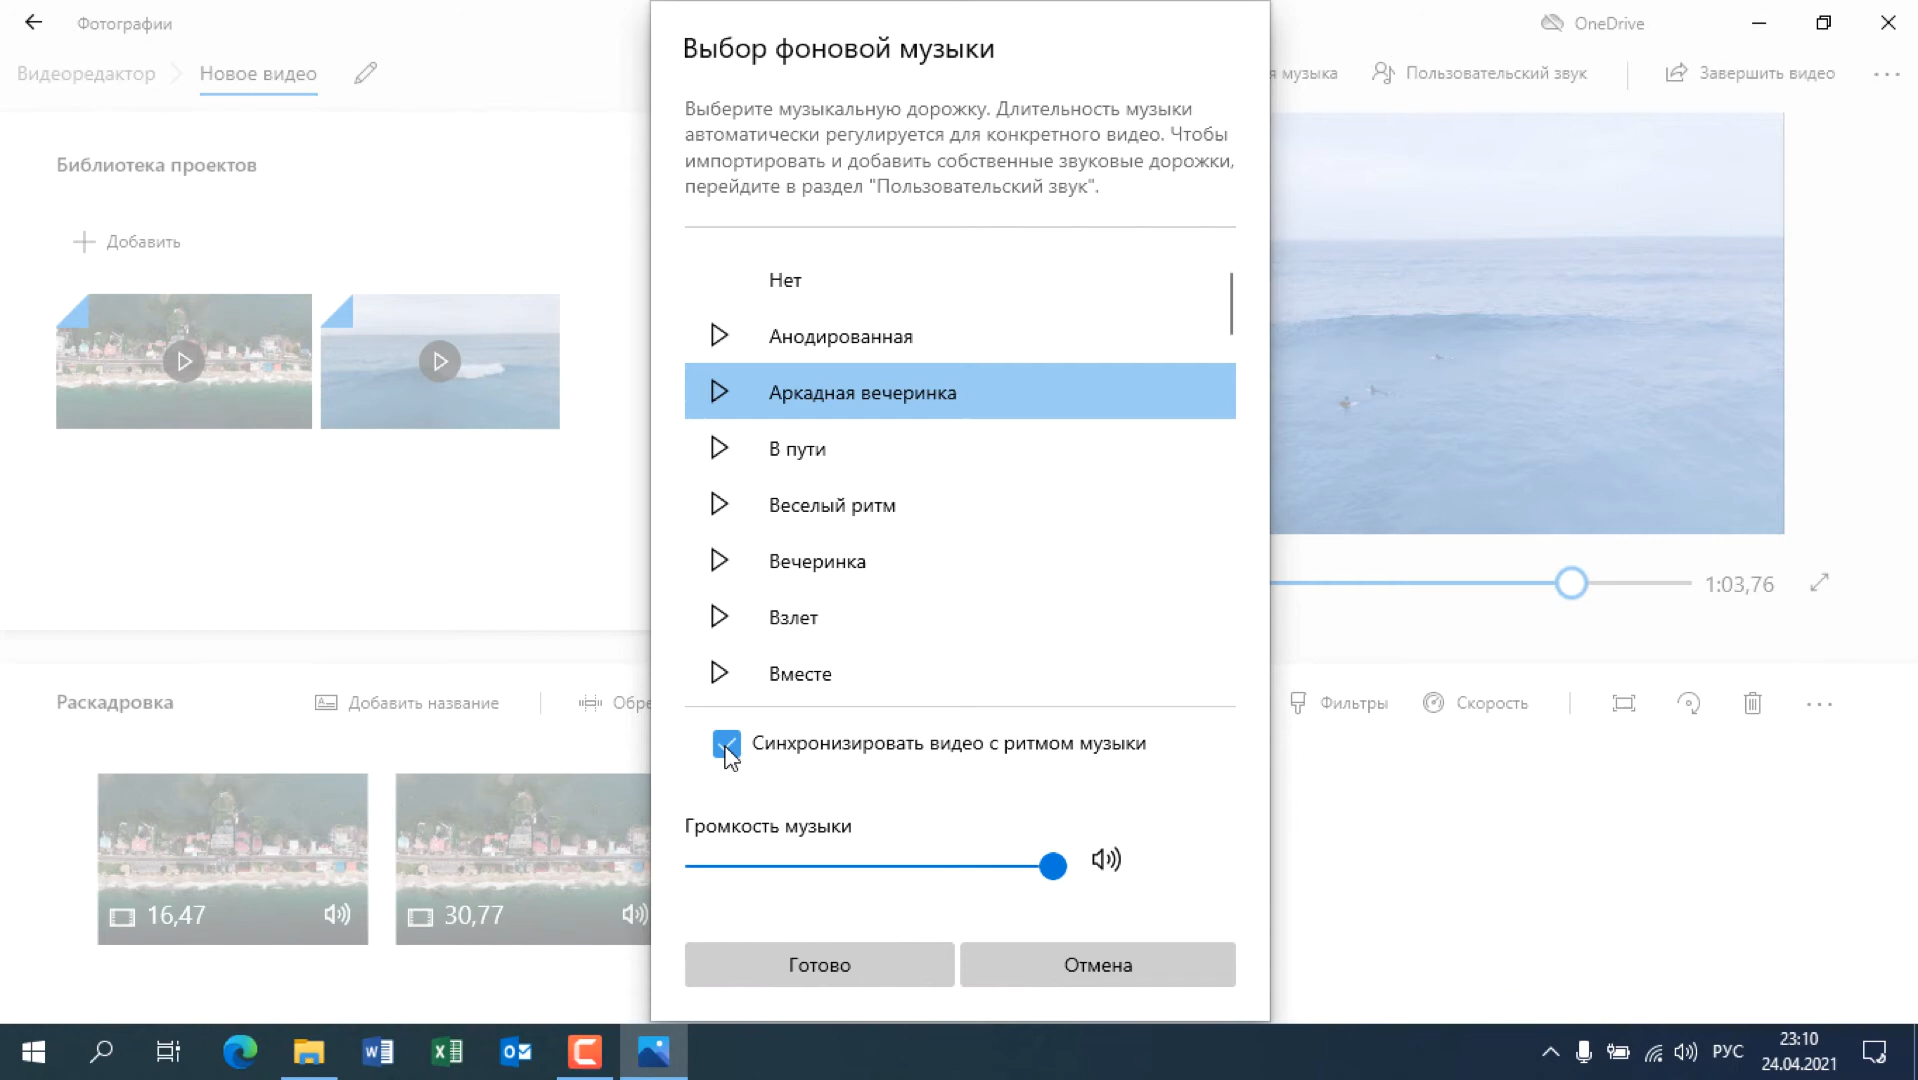 Фотографии
OneDrive
Видеоредактор
Новое видео
я музыка
Пользовательский звук
Завершить видео
Библиотека проектов
Добавить
Выбор фоновой музыки
Выберите музыкальную дорожку. Длительность музыки
автоматически регулируется для конкретного видео. Чтобы
импортировать и добавить собственные звуковые дорожки,
перейдите в раздел "Пользовательский звук".
Нет
Анодированная
Аркадная вечеринка
В пути
Веселый ритм
Вечеринка
Взлет
Вместе
Синхронизировать видео с ритмом музыки
Громкость музыки
Готово
Отмена
1:03,76
Раскадровка
Добавить название
Обре
Фильтры
Скорость
16,47
30,77
РУС
23:10
24.04.2021